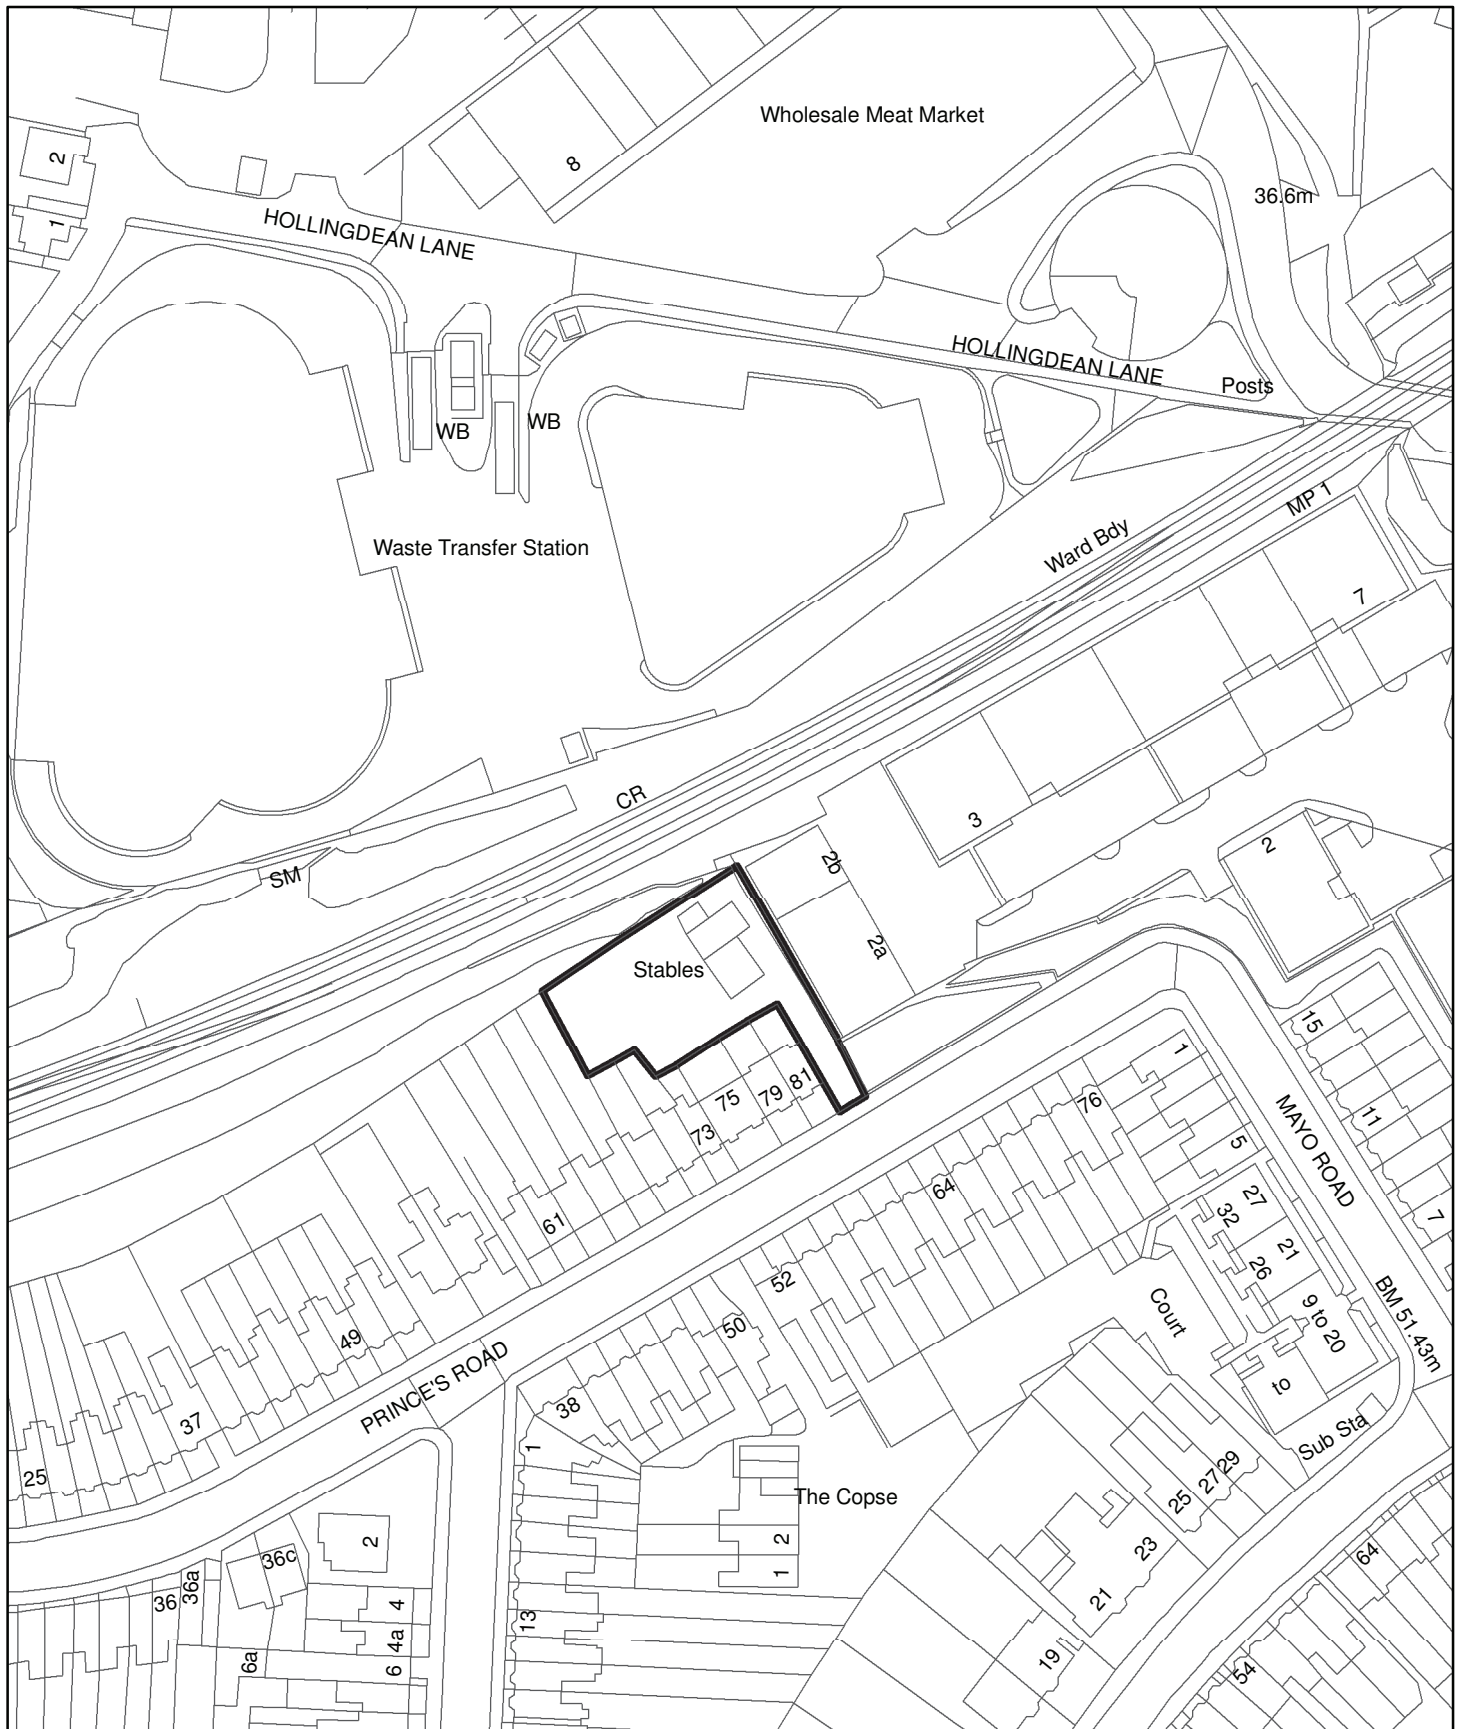 Wholesale Meat Market
2
8
36.6m
1
HOLLINGDEAN LANE
HOLLINGDEAN LANE
Posts
WB
WB
MP 1
Waste Transfer Station
Ward Bdy
7
CR
3
2
2b
SM
2a
Stables
15
1
81
79
75
76
11
MAYO ROAD
73
5
64
27
32
7
61
21
26
52
Court
BM 51.43m
9 to 20
50
49
PRINCE'S ROAD
to
38
37
Sub Sta
1
25
29
27
The Copse
25
2
2
23
36c
64
1
36a
36
4
21
13
4a
19
6a
6
54